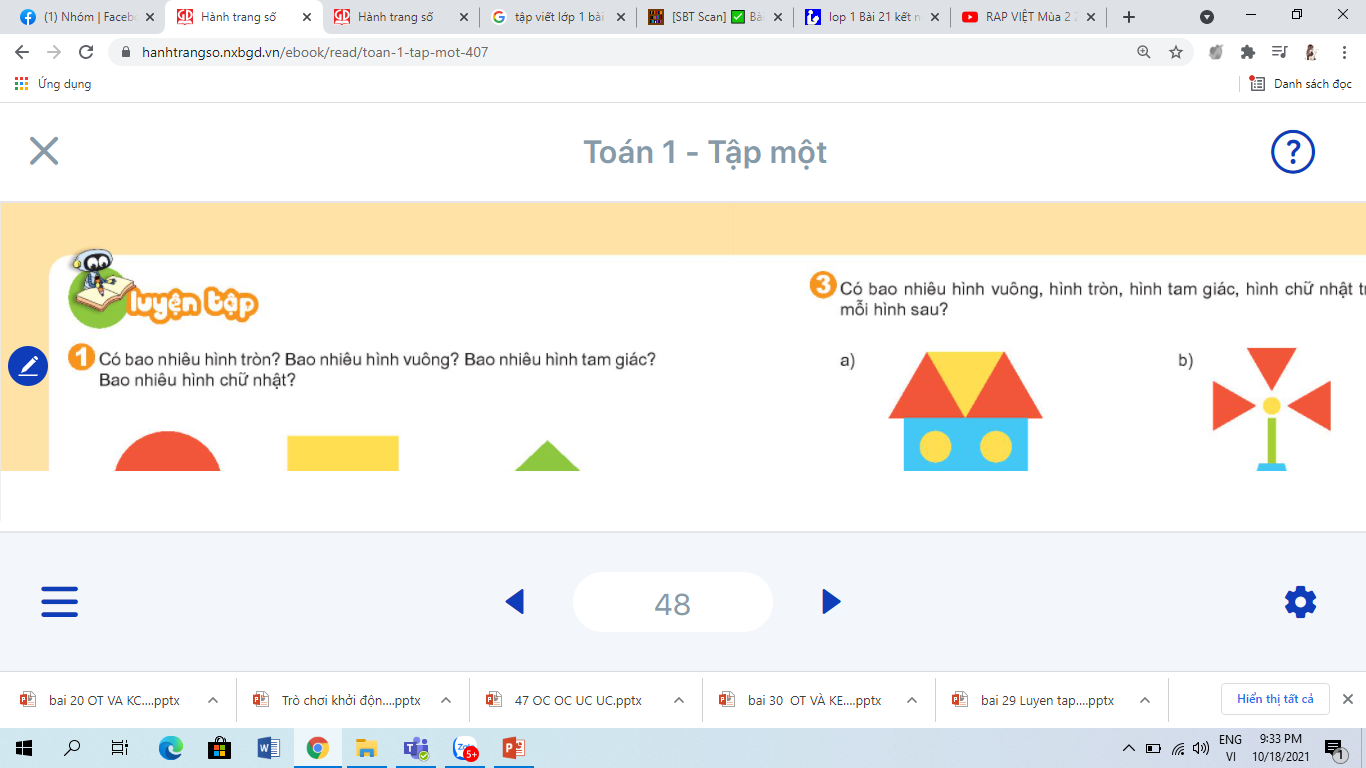 (1) Nhóm | Faceb
Hành trang số
Hành trang số
tập viết lớp 1 bài
[SBT Scan] ✅ Bà
lop 1 Bài 21 kết n
RAP VIỆT Mùa 2
hanhtrangso.nxbgd.vn/ebook/read/toan-1-tap-mot-407
Ứng dụng
Danh sách đọc
Toán 1 - Tập một
?
luyện tập
1 Có bao nhiêu hình tròn? Bao nhiêu hình vuông? Bao nhiêu hình tam giác?
Bao nhiêu hình chữ nhật?
3 Có bao nhiêu hình vuông, hình tròn, hình tam giác, hình chữ nhật tr
mỗi hình sau?
a)
b)
48
bai 20 OT VA KC....pptx
Trò chơi khởi độn....pptx
47 OC OC UC UC.pptx
bai 30 OT VÀ KE....pptx
bai 29 Luyen tap....pptx
Hiển thị tất cả
5+
ENG
VI
9:33 PM
10/18/2021
1